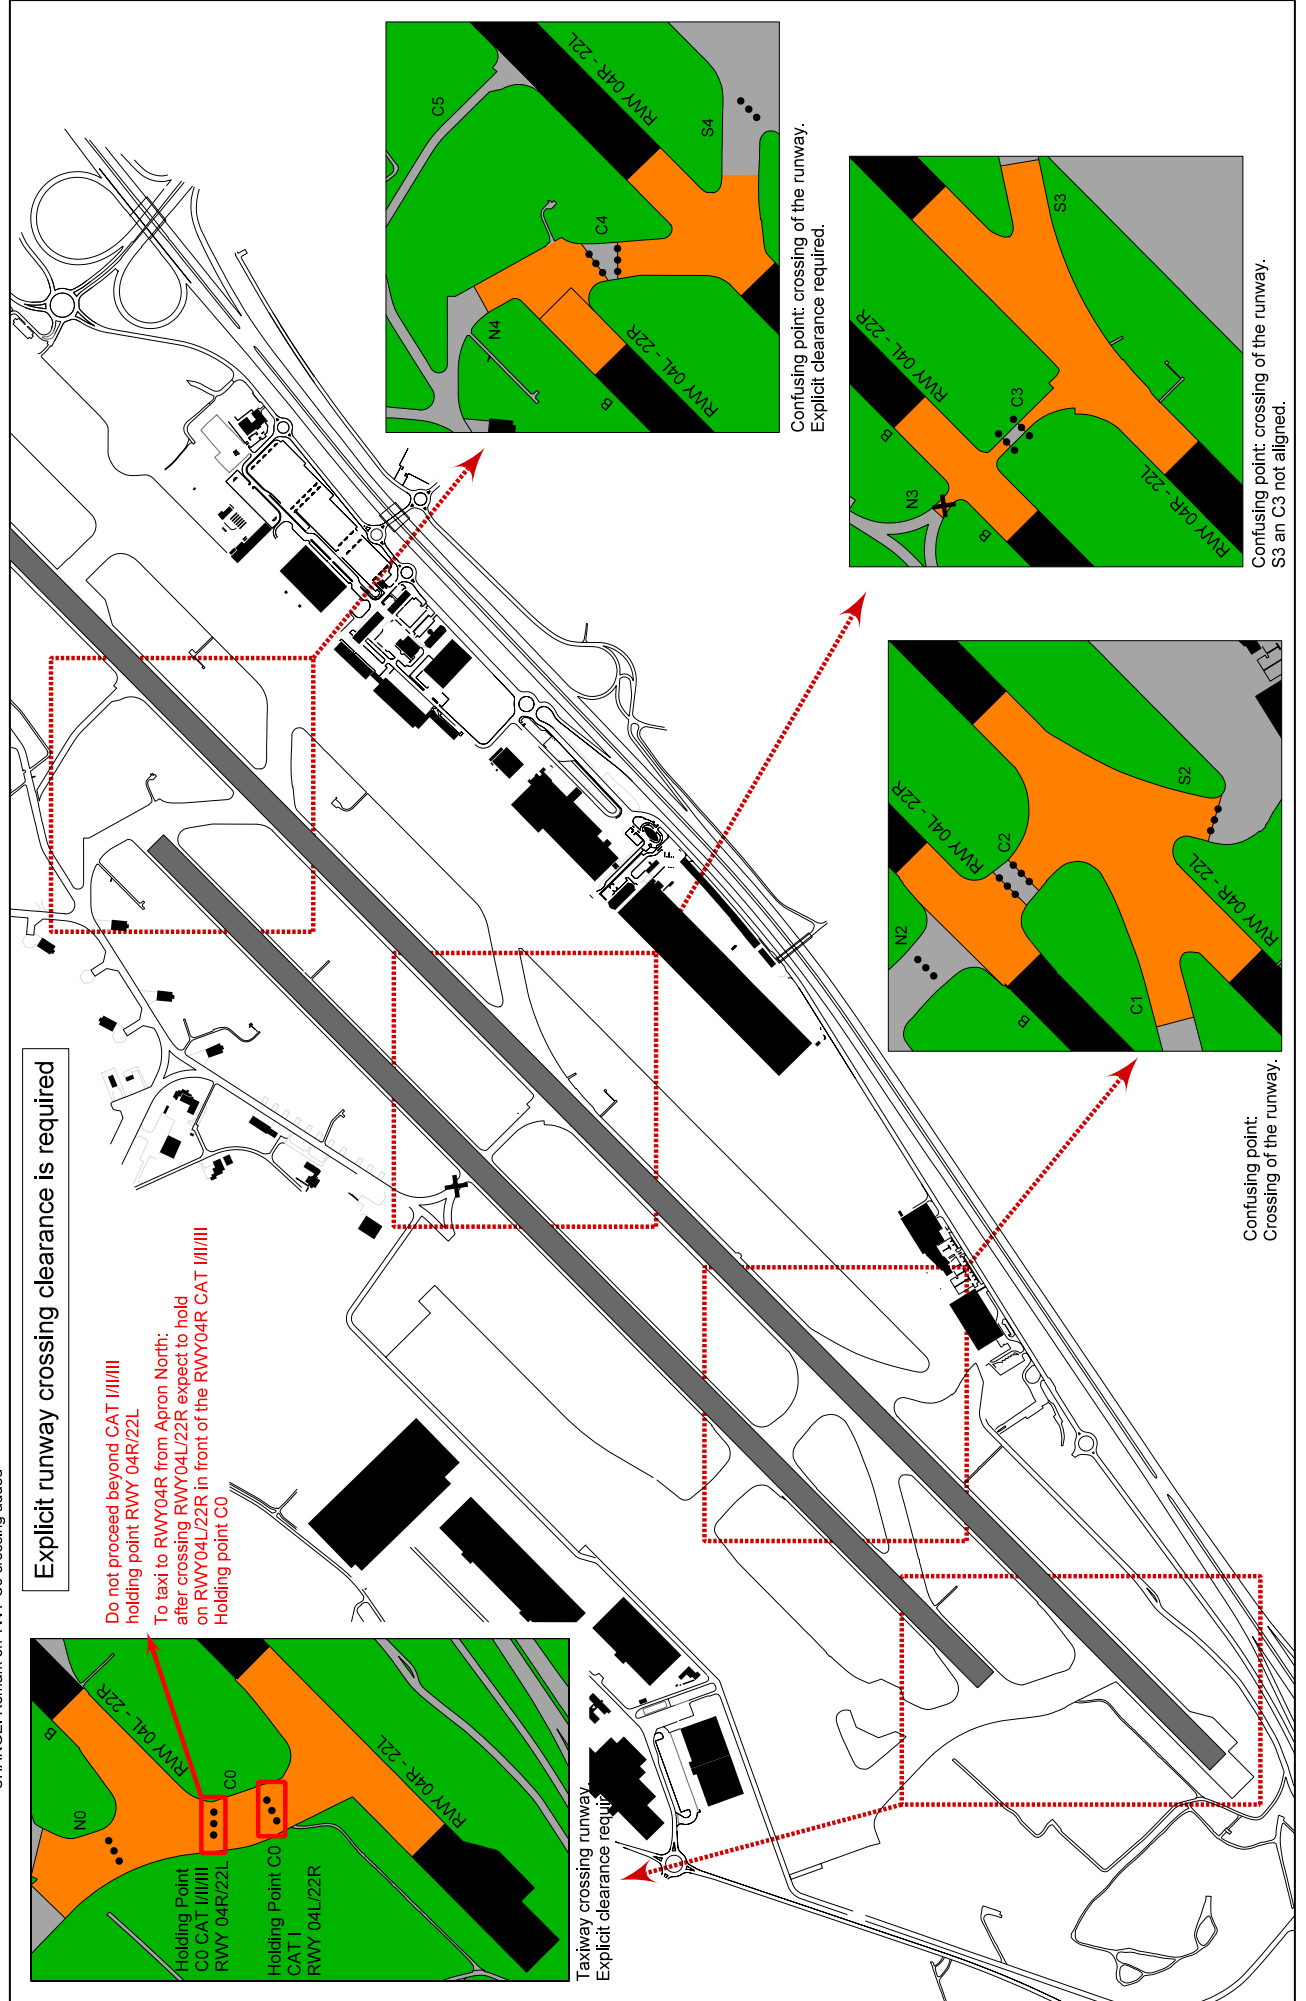 Explicit runway crossing clearance is required
Do not proceed beyond CAT I/II/III
holding point RWY 04R/22L
To taxi to RWY04R from Apron North:
after crossing RWY04L/22R expect to hold
on RWY04L/22R in front of the RWY04R CAT I/II/III
Holding point C0
B
RWY 04L - 22R
N0
C0
RWY 04R - 22L
Holding Point
C0 CAT I/II/III
RWY 04R/22L
Holding Point C0
CAT I
RWY 04L/22R
Taxiway crossing runway.
C5
RWY 04R - 22L
S4
C4
N4
B
RWY 04L - 22R
Confusing point: crossing of the runway.
Explicit clearance required.
RWY 04L - 22R
B
S3
C3
N3
B
RWY 04R - 22L
Confusing point: crossing of the runway.
S3 an C3 not aligned.
RWY 04L - 22R
N2
C2
S2
B
C1
RWY 04R - 22L
RWY 04R - 22L
Confusing point:
Crossing of the runway.